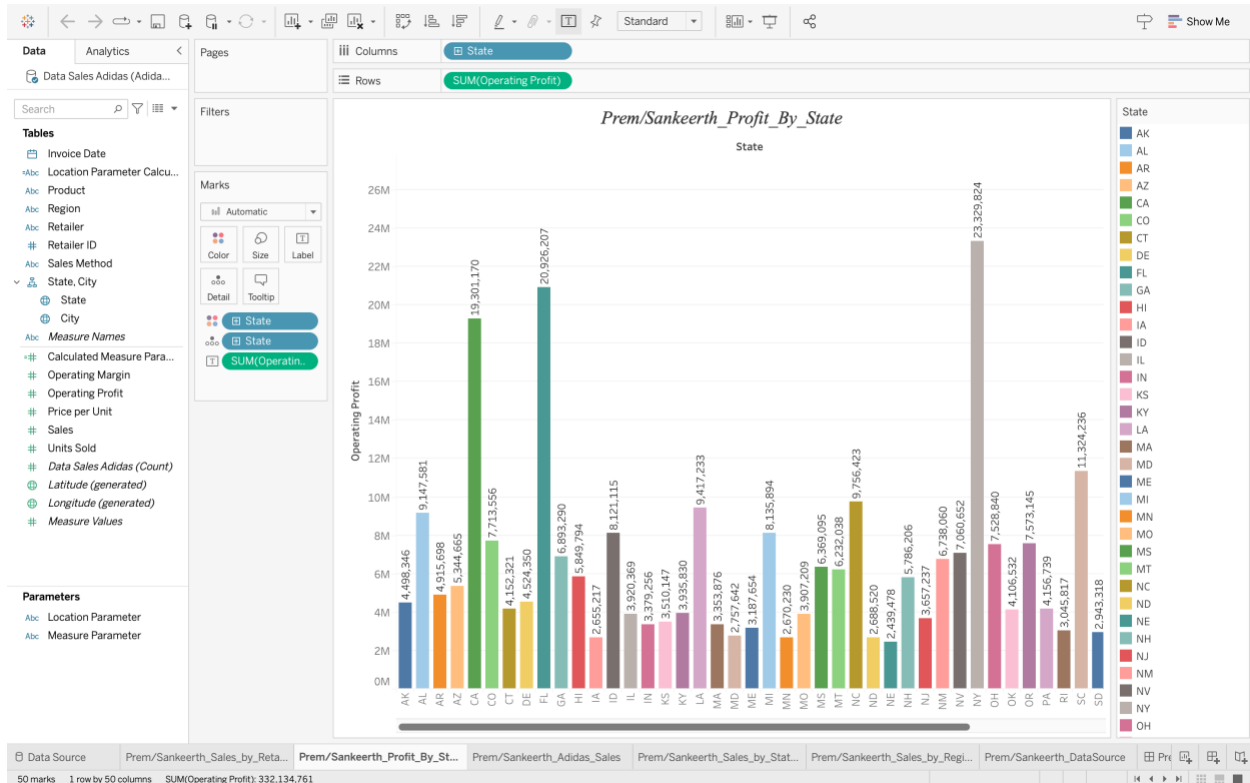 Standard
Show Me
Data
Analytics
Pages
Columns
State
Data Sales Adidas (Adida...
Rows
SUM(Operating Profit)
Search
Filters
Tables
Invoice Date
=Abc Location Parameter Calcu...
Abc Product
Abc Region
Abc Retailer
# Retailer ID
Abc Sales Method
State, City
State
City
Abc Measure Names
=# Calculated Measure Para...
# Operating Margin
# Operating Profit
# Price per Unit
# Sales
# Units Sold
# Data Sales Adidas (Count)
Latitude (generated)
Longitude (generated)
# Measure Values
Parameters
Abc Location Parameter
Abc Measure Parameter
Marks
Automatic
Color
Size
Label
Detail
Tooltip
State
State
SUM(Operatin..
Prem/Sankeerth_Profit_By_State
State
Operating Profit
26M
24M
22M
20M
18M
16M
14M
12M
10M
8M
6M
4M
2M
0M
4,498,346
9,147,581
4,915,698
5,344,665
19,301,170
7,713,556
4,152,321
4,524,350
20,926,207
6,893,290
5,849,794
2,655,217
8,121,115
3,920,369
3,379,256
3,510,147
3,935,830
9,417,233
3,353,876
2,757,642
3,187,654
8,135,894
2,670,230
3,907,209
6,369,095
6,232,038
9,756,423
2,688,520
2,439,478
5,786,206
3,657,237
6,738,060
7,060,652
23,329,824
7,528,840
4,106,532
7,573,145
4,156,739
3,045,817
11,324,236
2,943,318
AK
AL
AR
AZ
CA
CO
CT
DE
FL
GA
HI
IA
ID
IL
IN
KS
KY
LA
MA
MD
ME
MI
MN
MO
MS
MT
NC
ND
NE
NH
NJ
NM
NV
NY
OH
OK
OR
PA
RI
SC
SD
State
AK
AL
AR
AZ
CA
CO
CT
DE
FL
GA
HI
IA
ID
IL
IN
KS
KY
LA
MA
MD
ME
MI
MN
MO
MS
MT
NC
ND
NE
NH
NJ
NM
NV
NY
OH
Data Source
Prem/Sankeerth_Sales_by_Reta...
Prem/Sankeerth_Profit_By_St...
Prem/Sankeerth_Adidas_Sales
Prem/Sankeerth_Sales_by_Stat...
Prem/Sankeerth_Sales_by_Regi...
Prem/Sankeerth_DataSource
Pre
50 marks 1 row by 50 columns SUM(Operating Profit): 332,134,761